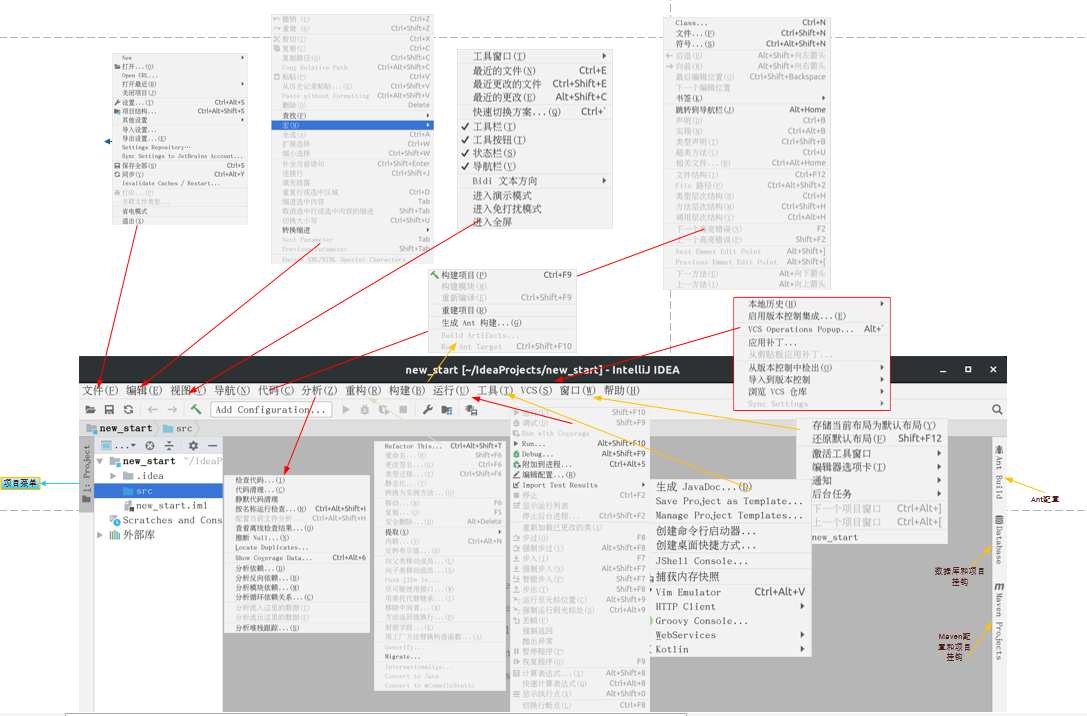 New
打开...(O)
Open URL...
打开最近(R)
关闭项目(J)
设置...(T) Ctrl+Alt+S
项目结构... Ctrl+Alt+Shift+S
其他设置
导入设置...
导出设置...(E)
Settings Repository...
Sync Settings to JetBrains Account...
保存全部(S) Ctrl+S
同步(Y) Ctrl+Alt+Y
Invalidate Caches / Restart...
打印...(P)
关联文件类型...
省电模式
退出(X)
撤销 (U) Ctrl+Z
重做 (R) Ctrl+Shift+Z
剪切(T) Ctrl+X
复制(C) Ctrl+C
复制路径(O) Ctrl+Shift+C
Copy Relative Path Ctrl+Alt+Shift+C
粘贴(P) Ctrl+V
从历史记录粘贴...(E) Ctrl+Shift+V
Paste without Formatting Ctrl+Alt+Shift+V
删除(D) Delete
查找(F)
宏(M)
全选(A) Ctrl+A
扩展选择 Ctrl+W
缩小选择 Ctrl+Shift+W
补全当前语句 Ctrl+Shift+Enter
连接行 Ctrl+Shift+J
填充段落
重复行或选中区域 Ctrl+D
缩进选中内容 Tab
取消选中行或选中内容的缩进 Shift+Tab
切换大小写 Ctrl+Shift+U
转换缩进
Next Parameter Tab
Previous Parameter Shift+Tab
Encode XML/HTML Special Characters
工具窗口(T)
最近的文件(N) Ctrl+E
最近更改的文件 Ctrl+Shift+E
最近的更改(E) Alt+Shift+C
快速切换方案...(Q) Ctrl+`
工具栏(T)
工具按钮(T)
状态栏(S)
导航栏(V)
Bidi 文本方向
进入演示模式
进入免打扰模式
进入全屏
Class... Ctrl+N
文件...(F) Ctrl+Shift+N
符号...(S) Ctrl+Alt+Shift+N
后退(B) Alt+Shift+向左箭头
向前(R) Alt+Shift+向右箭头
最后编辑位置(O) Ctrl+Shift+Backspace
下一个编辑位置
书签(K)
跳转到导航栏(J) Alt+Home
声明(D) Ctrl+B
实现(M) Ctrl+Alt+B
类型声明(T) Ctrl+Shift+B
超类方法(U) Ctrl+U
相关文件...(R) Ctrl+Alt+Home
文件结构(I) Ctrl+F12
File 路径(P) Ctrl+Alt+Shift+2
类型层次结构(H) Ctrl+H
方法层次结构(M) Ctrl+Shift+H
调用层次结构(Y) Ctrl+Alt+H
下一个高亮错误(X) F2
上一个高亮错误(P) Shift+F2
Next Emmet Edit Point Alt+Shift+]
Previous Emmet Edit Point Alt+Shift+[
下一方法(E) Alt+向下箭头
上一方法(I) Alt+向上箭头
构建项目(P) Ctrl+F9
构建模块(M)
重新编译(E) Ctrl+Shift+F9
重建项目(R)
生成 Ant 构建...(G)
Build Artifacts...
Run Ant Target Ctrl+Shift+F10
本地历史(H)
启用版本控制集成...(E)
VCS Operations Popup... Alt+`
应用补丁...
从剪贴板应用补丁...
从版本控制中检出(O)
导入到版本控制
浏览 VCS 仓库
Sync Settings
new_start [~/IdeaProjects/new_start] - IntelliJ IDEA
文件(F) 编辑(E) 视图(V) 导航(N) 代码(C) 分析(Z) 重构(R) 构建(B) 运行(U) 工具(T) VCS(S) 窗口(W) 帮助(H)
Add Configuration...
new_start src
1: Project
new_start ~/IdeaP
.idea
src
new_start.iml
Scratches and Cons
外部库
项目菜单
检查代码...(I)
代码清理...(C)
静默代码清理
按名称运行检查...(R) Ctrl+Alt+Shift+I
配置当前文件分析... Ctrl+Alt+Shift+H
查看离线检查结果...(O)
推断 Null...(N)
Locate Duplicates...
Show Coverage Data... Ctrl+Alt+6
分析依赖...(D)
分析反向依赖...(B)
分析模块依赖...(M)
分析循环依赖关系...(C)
分析流入这里的数据(I)
分析流出这里的数据(F)
分析堆栈跟踪...(S)
Refactor This... Ctrl+Alt+Shift+T
重命名...(R) Shift+F6
更改签名...(G) Ctrl+F6
类型迁移...(I) Ctrl+Shift+F6
静态化...(I)
转换为实例方法...(O)
移动...(M) F6
复制...(P) F5
安全删除...(D) Alt+Delete
提取(X)
内联...(N) Ctrl+Alt+N
反转布尔值...(B)
向父类移动成员...(L)
向子类移动成员...(U)
Push ITDs In...
尽可能使用接口...(W)
用委托代替继承...(L)
移除中间者...(M)
方法返回值换行...(P)
封装字段...(E)
用工厂方法替换构造函数...(A)
Generify...
Migrate...
Internationalize...
Convert to Java
Convert to @CompileStatic
Shift+F10
调试(D) Shift+F9
Run with Coverage
Run... Alt+Shift+F10
Debug... Alt+Shift+F9
附加到进程... Ctrl+Alt+5
编辑配置...(R)
Import Test Results
停止 Ctrl+F2
显示运行列表
停止后台进程... Ctrl+Shift+F2
重新加载已更改的类(A)
步过(O) F8
强制步过(I) Alt+Shift+F8
步入(I) F7
强制步入(S) Alt+Shift+F7
智能步入(P) Shift+F7
步出(I) Shift+F8
运行至光标位置(C) Alt+F9
强制运行到光标处(S) Ctrl+Alt+F9
丢帧(P)
强制返回
抛出异常
暂停程序(P)
恢复程序(G) F9
计算表达式...(X) Alt+F8
快速计算表达式(Q) Ctrl+Alt+F8
显示执行点(X) Alt+F10
切换行断点(L) Ctrl+F8
生成 JavaDoc...(D)
Save Project as Template...
Manage Project Templates...
创建命令行启动器...
创建桌面快捷方式...
JShell Console...
捕获内存快照
Vim Emulator Ctrl+Alt+V
HTTP Client
Groovy Console...
WebServices
Kotlin
存储当前布局为默认布局(Y)
还原默认布局(F) Shift+F12
激活工具窗口
编辑器选项卡(T)
通知
后台任务
下一个项目窗口 Ctrl+Alt+]
上一个项目窗口 Ctrl+Alt+[
new_start
Ant Build
Database
Maven Projects
Ant配置
数据库和项目
挂钩
Maven配
置和项目
挂钩